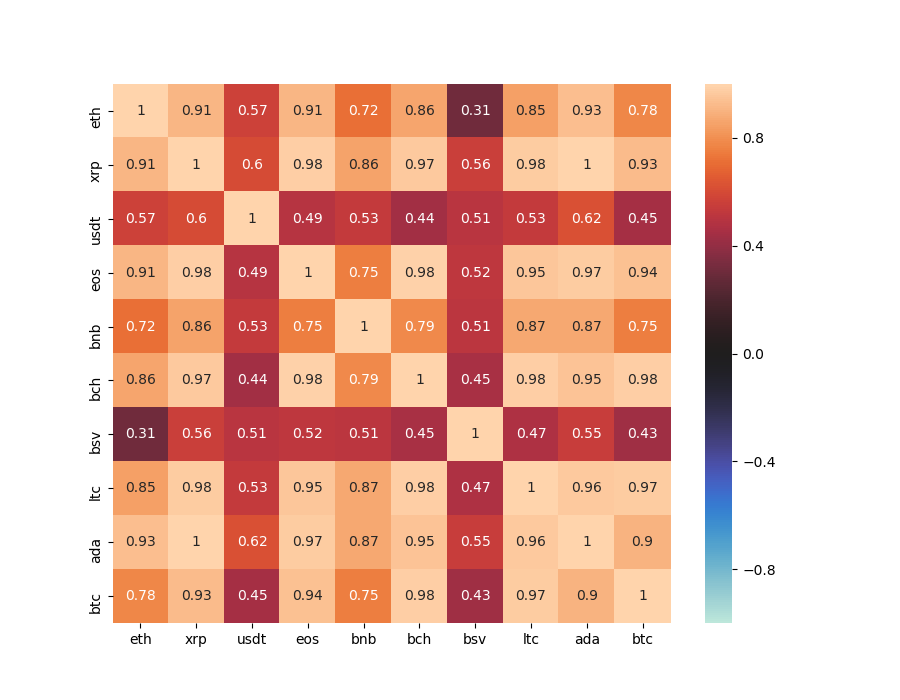 eth 1 0.91 0.57 0.91 0.72 0.86 0.31 0.85 0.93 0.78
xrp 0.91 1 0.6 0.98 0.86 0.97 0.56 0.98 1 0.93
usdt 0.57 0.6 1 0.49 0.53 0.44 0.51 0.53 0.62 0.45
eos 0.91 0.98 0.49 1 0.75 0.98 0.52 0.95 0.97 0.94
bnb 0.72 0.86 0.53 0.75 1 0.79 0.51 0.87 0.87 0.75
bch 0.86 0.97 0.44 0.98 0.79 1 0.45 0.98 0.95 0.98
bsv 0.31 0.56 0.51 0.52 0.51 0.45 1 0.47 0.55 0.43
ltc 0.85 0.98 0.53 0.95 0.87 0.98 0.47 1 0.96 0.97
ada 0.93 1 0.62 0.97 0.87 0.95 0.55 0.96 1 0.9
btc 0.78 0.93 0.45 0.94 0.75 0.98 0.43 0.97 0.9 1
eth xrp usdt eos bnb bch bsv ltc ada btc
0.8
0.4
0.0
−0.4
−0.8